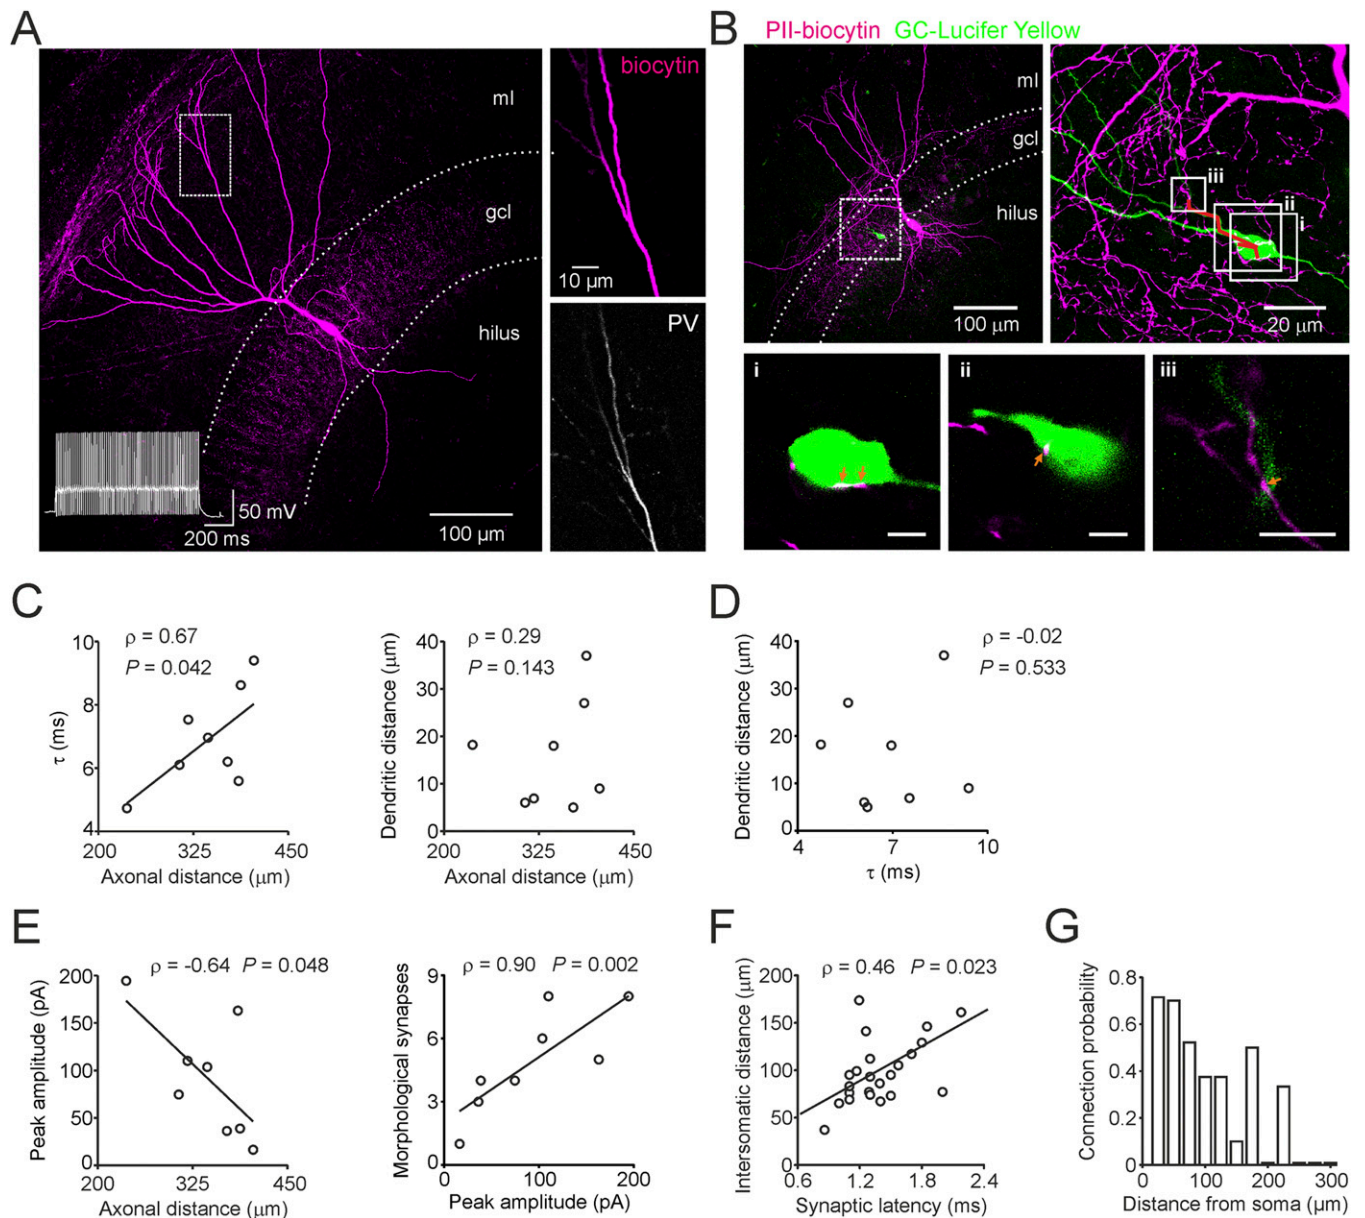 A
biocytin
ml
gcl
hilus
10 µm
PV
50 mV
200 ms
100 µm
B
PII-biocytin GC-Lucifer Yellow
ml
gcl
hilus
100 µm
iii
ii
i
20 µm
i
ii
iii
C
ρ = 0.67
P = 0.042
10
8
6
4
τ (ms)
200 325 450
Axonal distance (µm)
ρ = 0.29
P = 0.143
40
30
20
10
0
Dendritic distance (µm)
200 325 450
Axonal distance (µm)
D
ρ = -0.02
P = 0.533
40
30
20
10
0
Dendritic distance (µm)
4 6 8 10
τ (ms)
E
ρ = -0.64 P = 0.048
200
150
100
50
0
Peak amplitude (pA)
200 325 450
Axonal distance (µm)
ρ = 0.90 P = 0.002
9
6
3
0
Morphological synapses
0 100 200
Peak amplitude (pA)
F
ρ = 0.46 P = 0.023
200
150
100
50
0
Intersomatic distance (µm)
0.6 1.2 1.8 2.4
Synaptic latency (ms)
G
0.8
0.6
0.4
0.2
0
Connection probability
0 100 200 300
Distance from soma (µm)